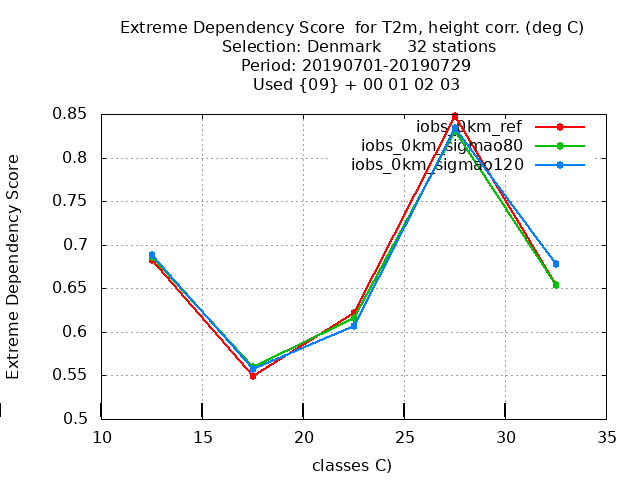 Extreme Dependency Score  for T2m, height corr. (deg C)
Selection: Denmark     32 stations
Period: 20190701-20190729
Used {09} + 00 01 02 03
iobs_0km_ref
iobs_0km_sigmao80
iobs_0km_sigmao120
Extreme Dependency Score
0.85
0.8
0.75
0.7
0.65
0.6
0.55
0.5
10 15 20 25 30 35
classes C)